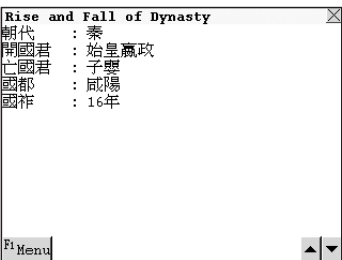 Rise and Fall of Dynasty
朝代 : 秦
開國君 : 始皇嬴政
亡國君 : 子嬰
國都 : 咸陽
國祚 : 16年
F1 Menu